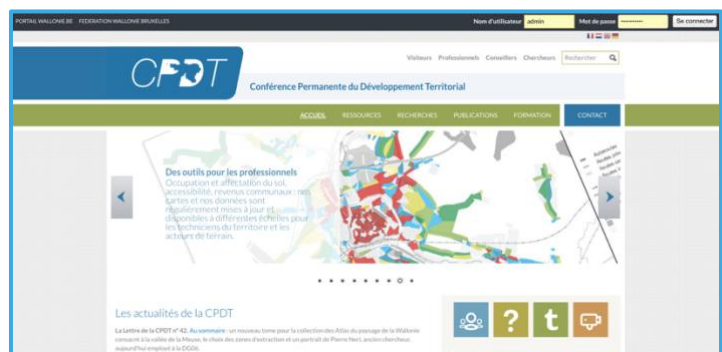 PORTAIL WALLONIE.BE FEDERATION WALLONIE BRUXELLES Nom d'utilisateur admin Mot de passe •••••••••• Se connecter
Visiteurs Professionnels Conseillers Chercheurs Rechercher
CPDT
Conférence Permanente du Développement Territorial
ACCUEIL RESSOURCES RECHERCHES PUBLICATIONS FORMATION CONTACT
Des outils pour les professionnels
Occupation et affectation du sol,
accessibilité, revenus communaux : nos
cartes et nos données sont
régulièrement mises à jour et
disponibles à différentes échelles pour
les techniciens du territoire et les
acteurs de terrain.
Les actualités de la CPDT
La Lettre de la CPDT n° 42. Au sommaire : un nouveau tome pour la collection des Atlas du paysage de la Wallonie
consacré à la vallée de la Meuse, le choix des zones d'extraction et un portrait de Pierre Neri, ancien chercheur,
aujourd'hui employé à la DGO6.
? t